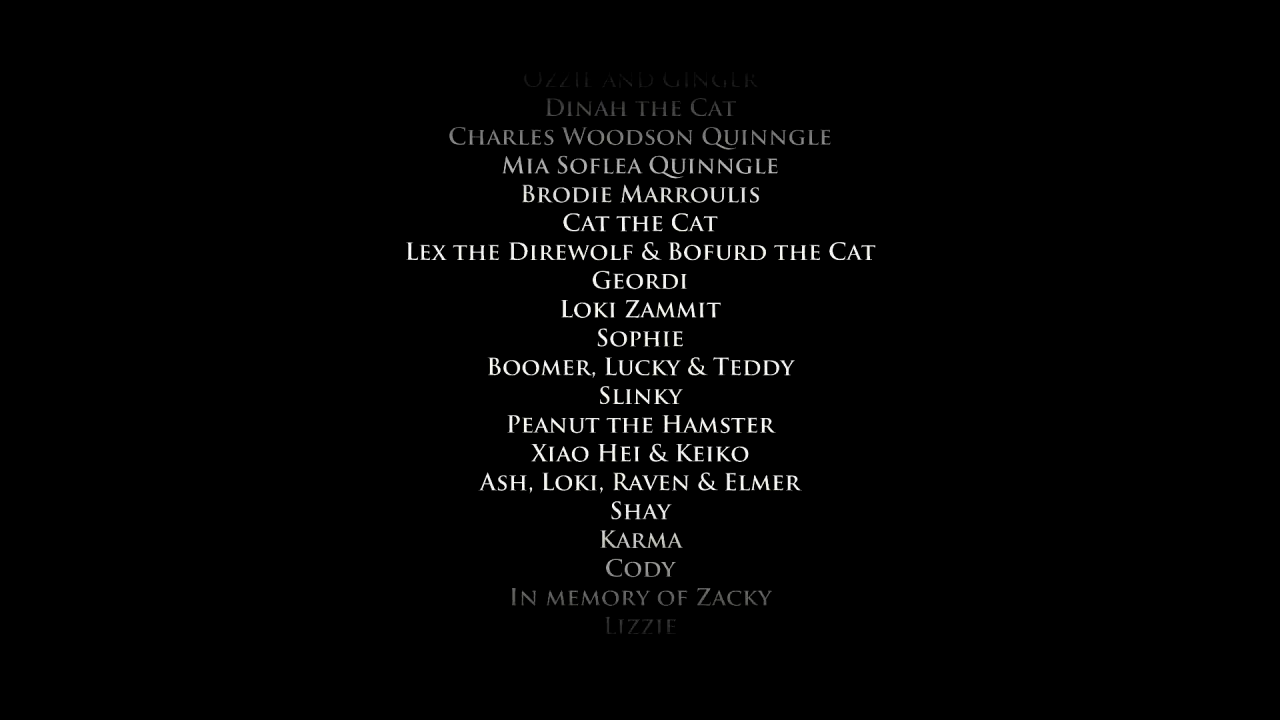 Ozzie and Ginger
Dinah the Cat
Charles Woodson Quinngle
Mia Soflea Quinngle
Brodie Marroulis
Cat the Cat
Lex the Direwolf & Bofurd the Cat
Geordi
Loki Zammit
Sophie
Boomer, Lucky & Teddy
Slinky
Peanut the Hamster
Xiao Hei & Keiko
Ash, Loki, Raven & Elmer
Shay
Karma
Cody
In memory of Zacky
Lizzie